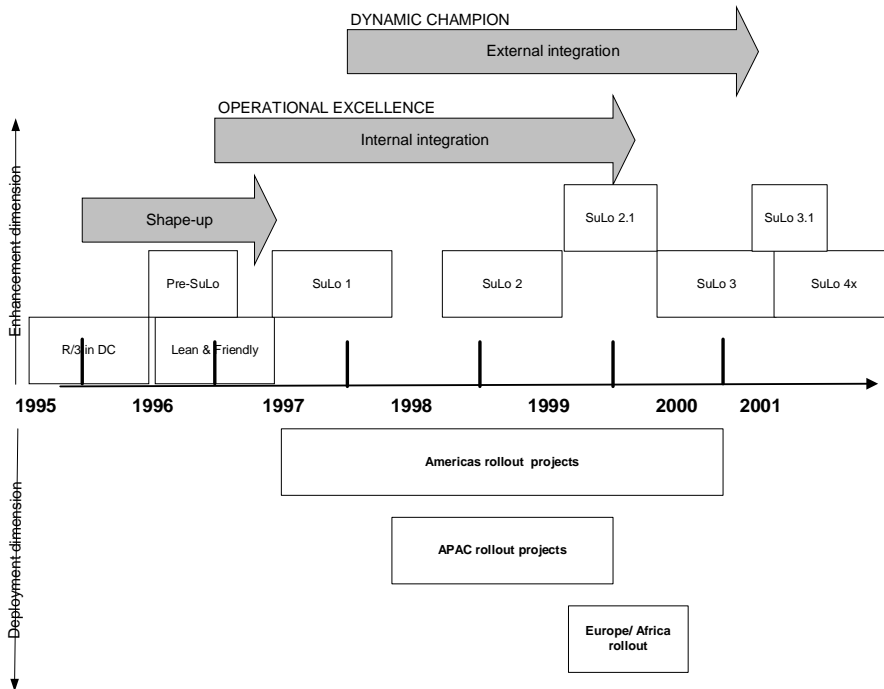 DYNAMIC CHAMPION
External integration
OPERATIONAL EXCELLENCE
Internal integration
Shape-up
SuLo 2.1
SuLo 3.1
Pre-SuLo
SuLo 1
SuLo 2
SuLo 3
SuLo 4x
R/3 in DC
Lean & Friendly
Enhancement dimension
1995
1996
1997
1998
1999
2000
2001
Americas rollout projects
APAC rollout projects
Europe/ Africa
rollout
Deployment dimension